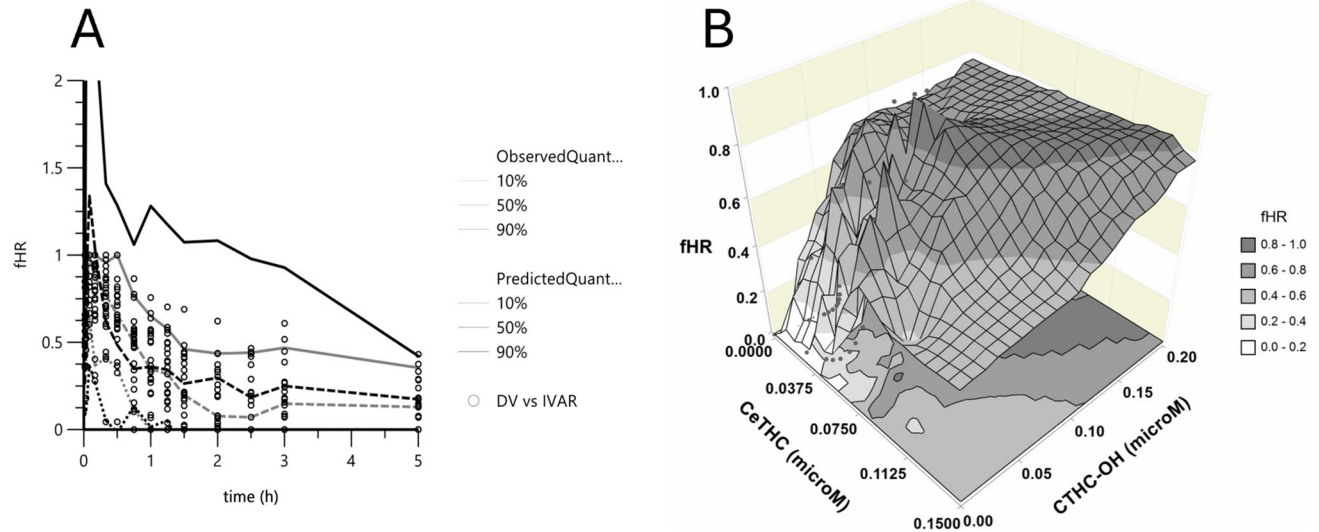 A
2
1.5
1
0.5
0
fHR
0
1
2
3
4
5
time (h)
ObservedQuant...
10%
50%
90%
PredictedQuant...
10%
50%
90%
DV vs IVAR
B
1.0
0.8
0.6
0.4
0.2
0.0
fHR
0.0000
0.0375
0.0750
0.1125
0.1500
CeTHC (microM)
0.00
0.05
0.10
0.15
0.20
CTHC-OH (microM)
fHR
0.8 - 1.0
0.6 - 0.8
0.4 - 0.6
0.2 - 0.4
0.0 - 0.2